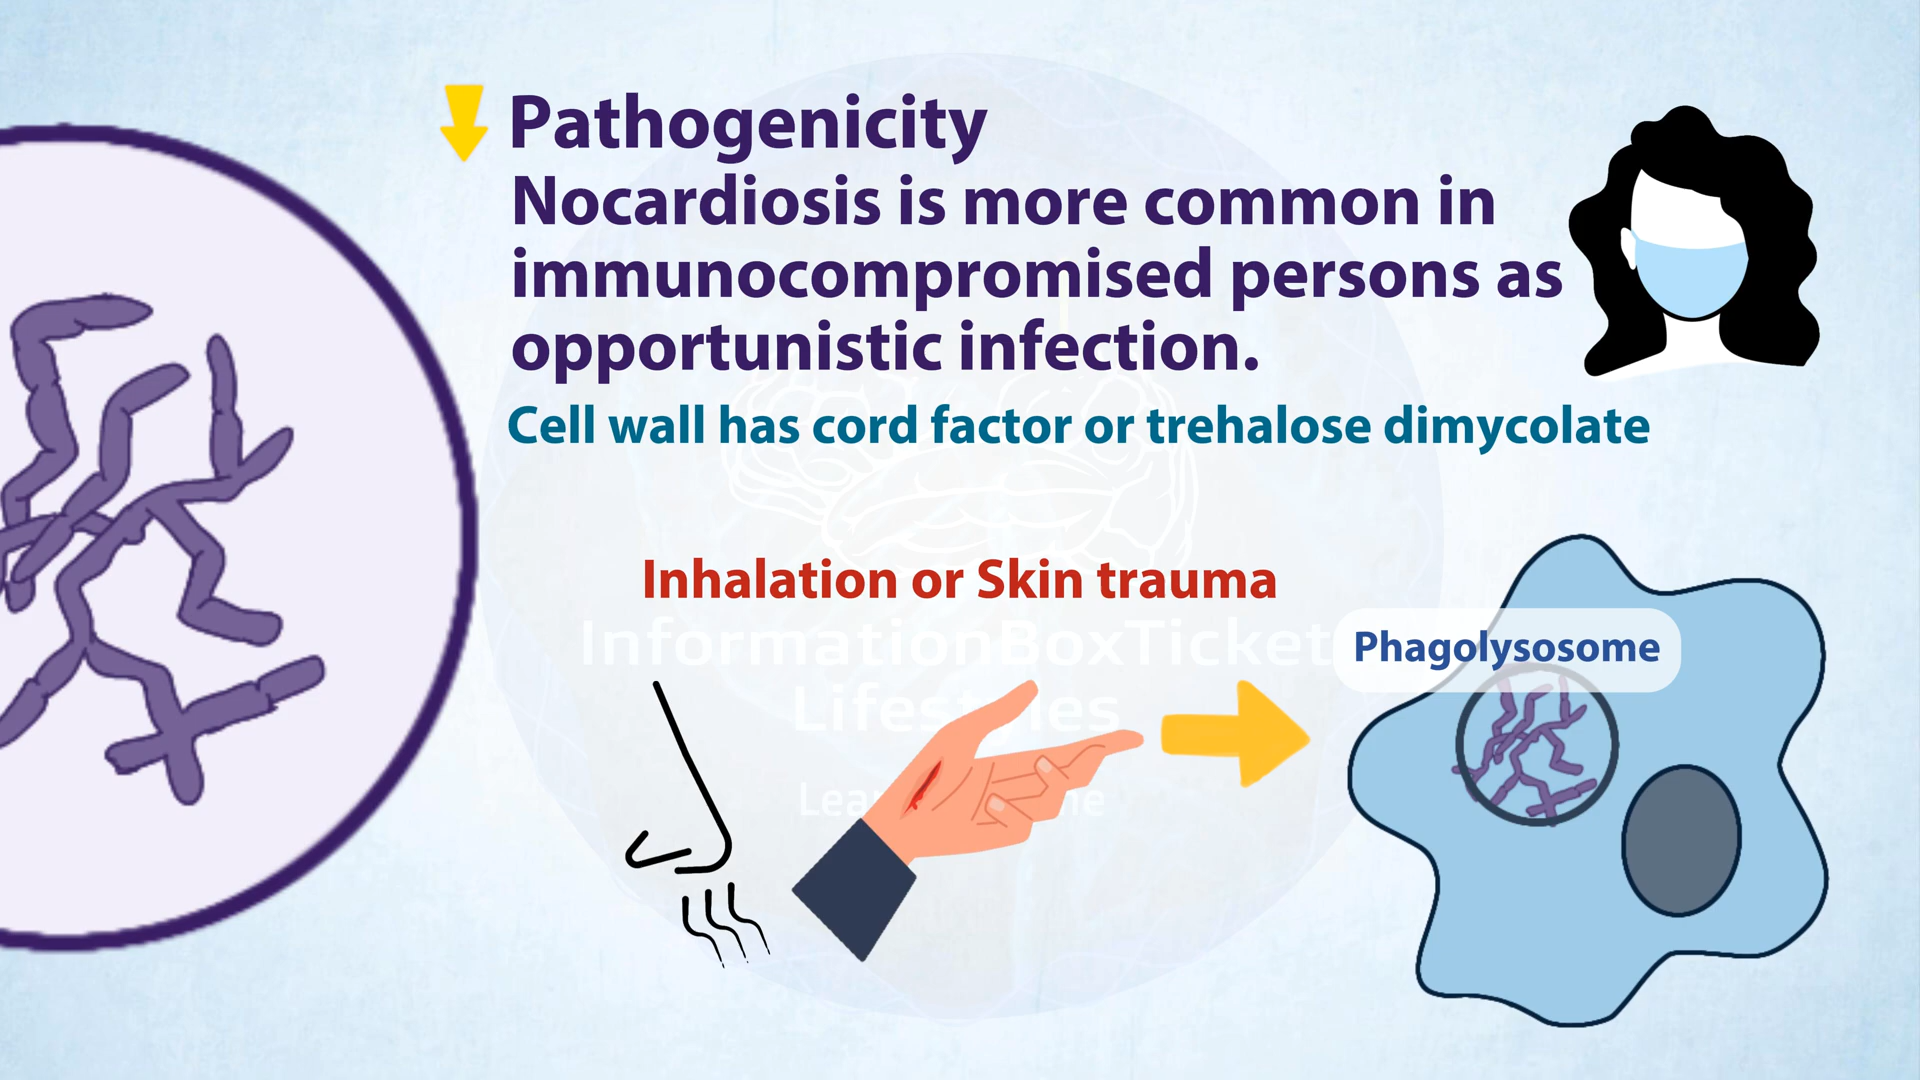 Pathogenicity
Nocardiosis is more common in
immunocompromised persons as
opportunistic infection.
Cell wall has cord factor or trehalose dimycolate
Inhalation or Skin trauma
InformationBoxTicket
Phagolysosome